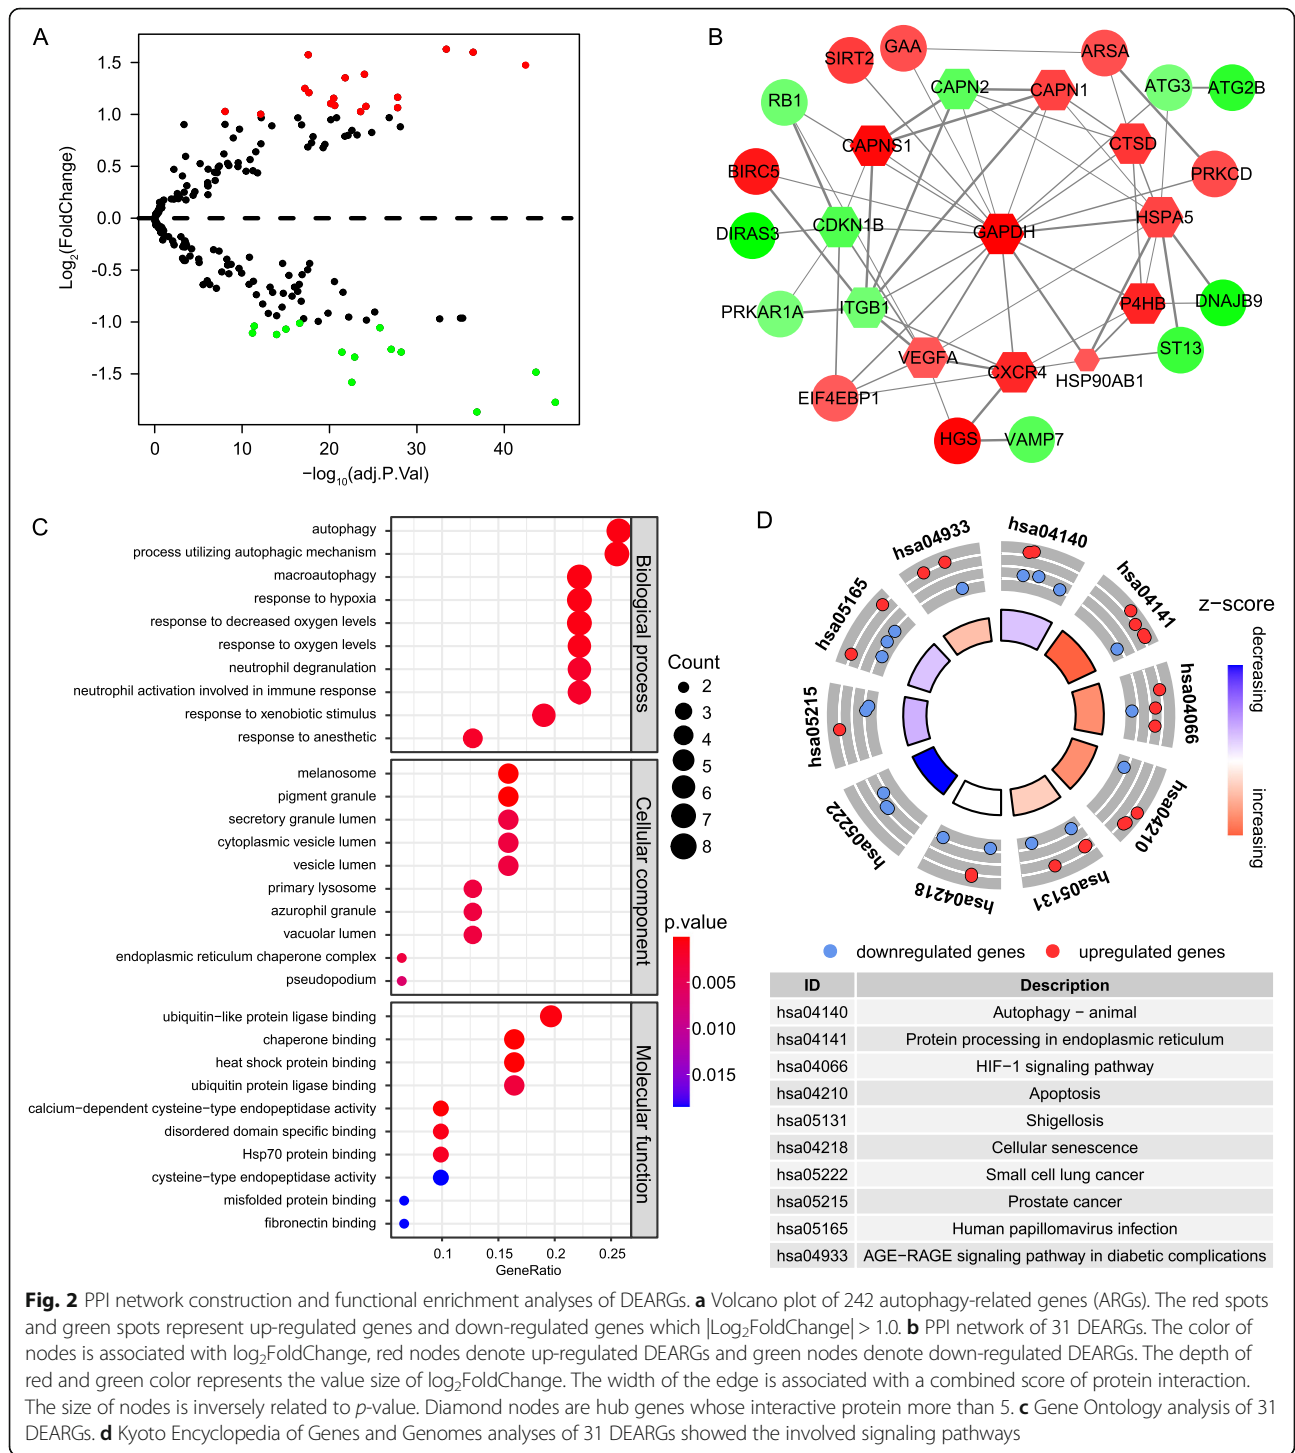 A
Log2(FoldChange)
1.5
1.0
0.5
0.0
-0.5
-1.0
-1.5
0 10 20 30 40
−log10(adj.P.Val)
B
SIRT2
GAA
ARSA
RB1
CAPN2
CAPN1
ATG3
ATG2B
CAPNS1
CTSD
BIRC5
PRKCD
DIRAS3
CDKN1B
GAPDH
HSPA5
PRKAR1A
ITGB1
P4HB
DNAJB9
VEGFA
CXCR4
HSP90AB1
ST13
EIF4EBP1
HGS
VAMP7
C
autophagy
process utilizing autophagic mechanism
macroautophagy
response to hypoxia
response to decreased oxygen levels
response to oxygen levels
neutrophil degranulation
neutrophil activation involved in immune response
response to xenobiotic stimulus
response to anesthetic
Biological process
melanosome
pigment granule
secretory granule lumen
cytoplasmic vesicle lumen
vesicle lumen
primary lysosome
azurophil granule
vacuolar lumen
endoplasmic reticulum chaperone complex
pseudopodium
Cellular component
ubiquitin−like protein ligase binding
chaperone binding
heat shock protein binding
ubiquitin protein ligase binding
calcium−dependent cysteine−type endopeptidase activity
disordered domain specific binding
Hsp70 protein binding
cysteine−type endopeptidase activity
misfolded protein binding
fibronectin binding
Molecular function
0.1 0.15 0.2 0.25
GeneRatio
Count
2
3
4
5
6
7
8
p.value
0.005
0.010
0.015
D
hsa04140
hsa04141
hsa04066
hsa04210
hsa05131
hsa04218
hsa05222
hsa05215
hsa05165
hsa04933
z−score
decreasing
increasing
downregulated genes upregulated genes
ID Description
hsa04140 Autophagy − animal
hsa04141 Protein processing in endoplasmic reticulum
hsa04066 HIF−1 signaling pathway
hsa04210 Apoptosis
hsa05131 Shigellosis
hsa04218 Cellular senescence
hsa05222 Small cell lung cancer
hsa05215 Prostate cancer
hsa05165 Human papillomavirus infection
hsa04933 AGE−RAGE signaling pathway in diabetic complications
Fig. 2 PPI network construction and functional enrichment analyses of DEARGs. a Volcano plot of 242 autophagy-related genes (ARGs). The red spots
and green spots represent up-regulated genes and down-regulated genes which |Log2FoldChange| > 1.0. b PPI network of 31 DEARGs. The color of
nodes is associated with log2FoldChange, red nodes denote up-regulated DEARGs and green nodes denote down-regulated DEARGs. The depth of
red and green color represents the value size of log2FoldChange. The width of the edge is associated with a combined score of protein interaction.
The size of nodes is inversely related to p-value. Diamond nodes are hub genes whose interactive protein more than 5. c Gene Ontology analysis of 31
DEARGs. d Kyoto Encyclopedia of Genes and Genomes analyses of 31 DEARGs showed the involved signaling pathways